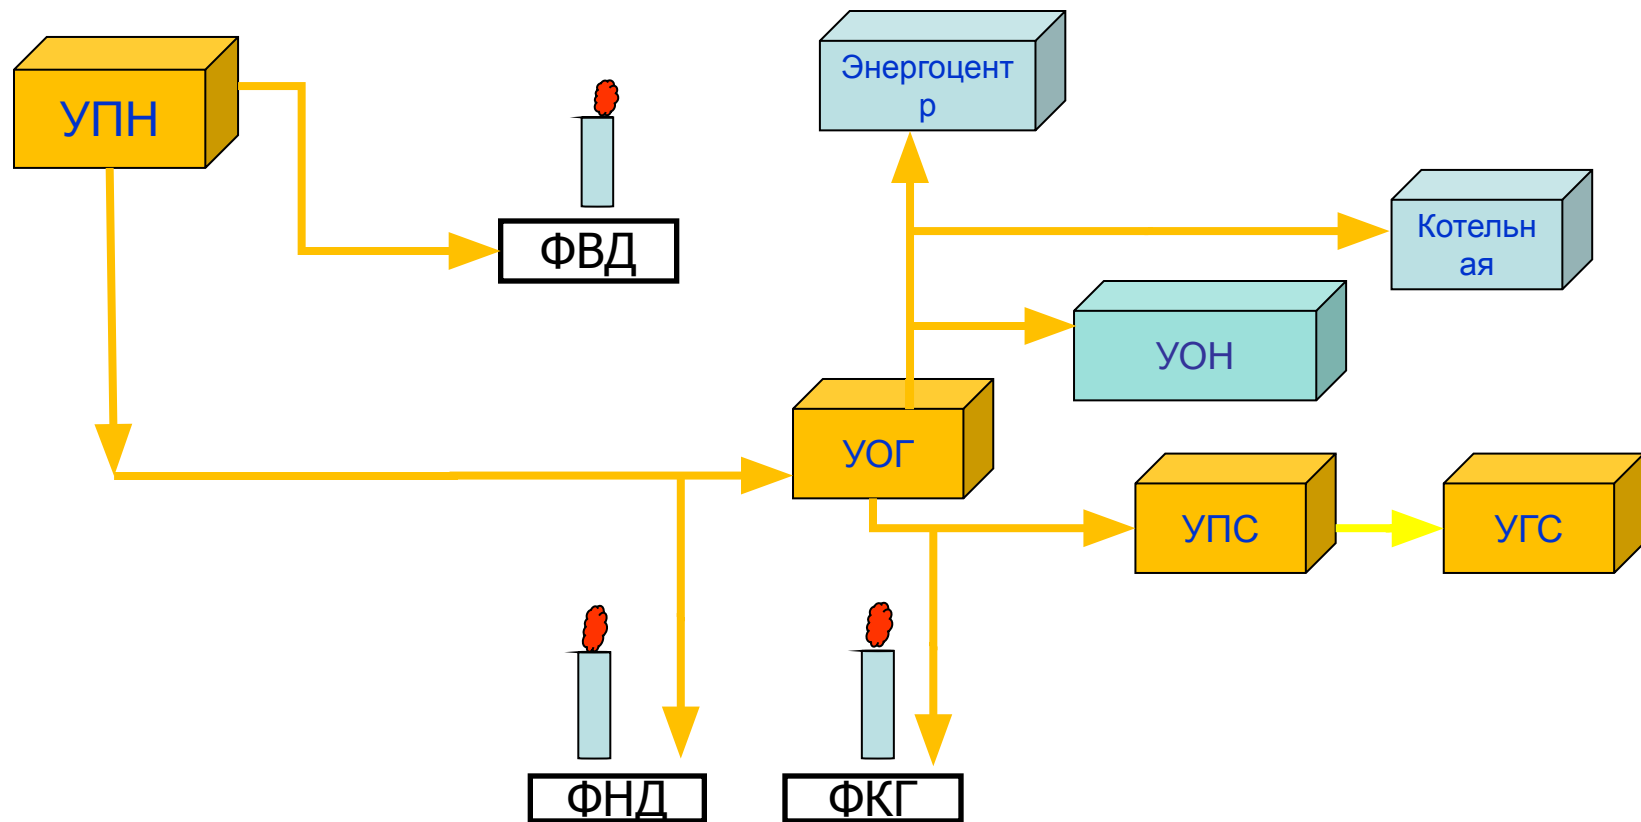 УПН
Энергоцент
р
ФВД
Котельн
ая
УОН
УОГ
УПС
УГС
ФНД
ФКГ